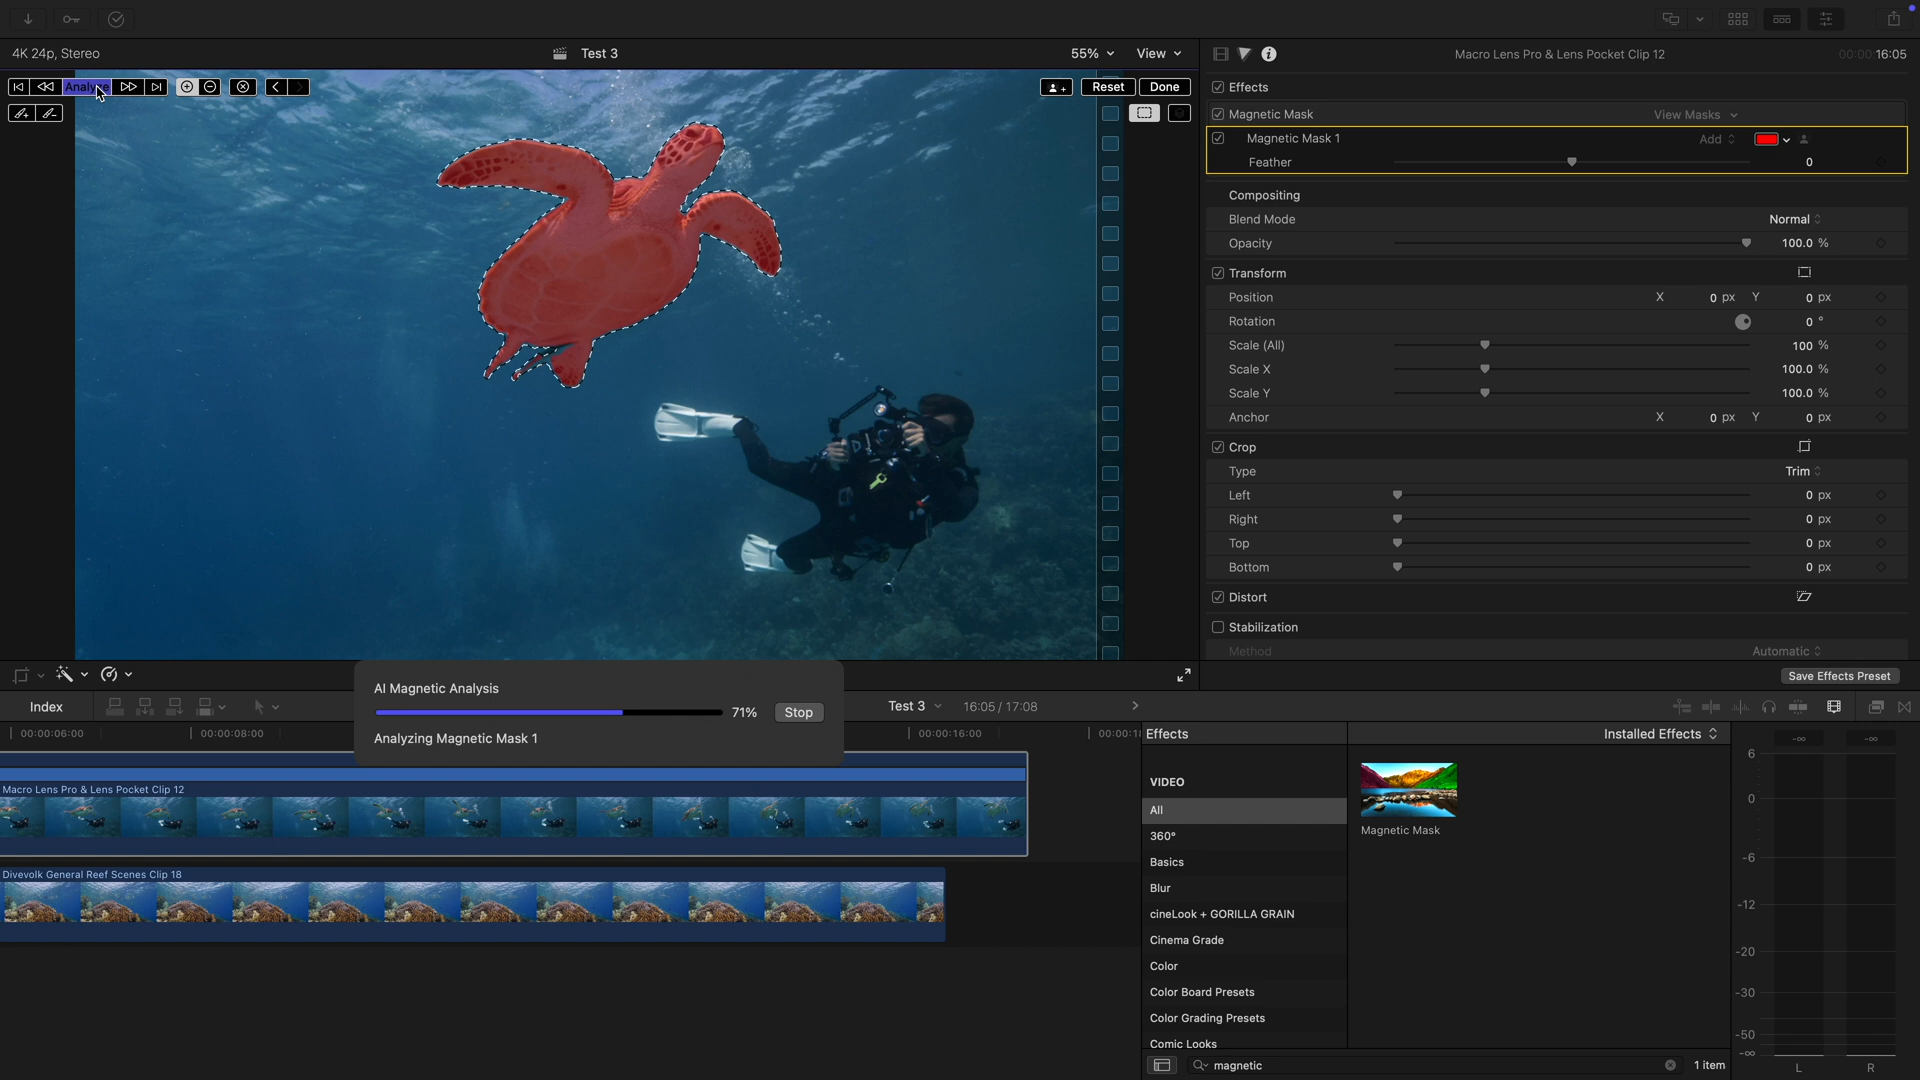 4K 24p, Stereo
Test 3
55%
View
Macro Lens Pro & Lens Pocket Clip 12
00:00:16:05
Analyze
Reset
Done
Effects
Magnetic Mask
View Masks
Magnetic Mask 1
Add
Feather
0
Compositing
Blend Mode
Normal
Opacity
100.0 %
Transform
Position
X 0 px Y 0 px
Rotation
0 °
Scale (All)
100 %
Scale X
100.0 %
Scale Y
100.0 %
Anchor
X 0 px Y 0 px
Crop
Type
Trim
Left
0 px
Right
0 px
Top
0 px
Bottom
0 px
Distort
Stabilization
Method
Automatic
Save Effects Preset
AI Magnetic Analysis
71%
Stop
Analyzing Magnetic Mask 1
Index
Test 3
16:05 / 17:08
00:00:06:00
00:00:08:00
00:00:16:00
Macro Lens Pro & Lens Pocket Clip 12
Divevolk General Reef Scenes Clip 18
Effects
Installed Effects
VIDEO
All
360°
Basics
Blur
cineLook + GORILLA GRAIN
Cinema Grade
Color
Color Board Presets
Color Grading Presets
Comic Looks
Magnetic Mask
magnetic
1 item
-∞
-∞
6
0
-6
-12
-20
-30
-50
-∞
L
R